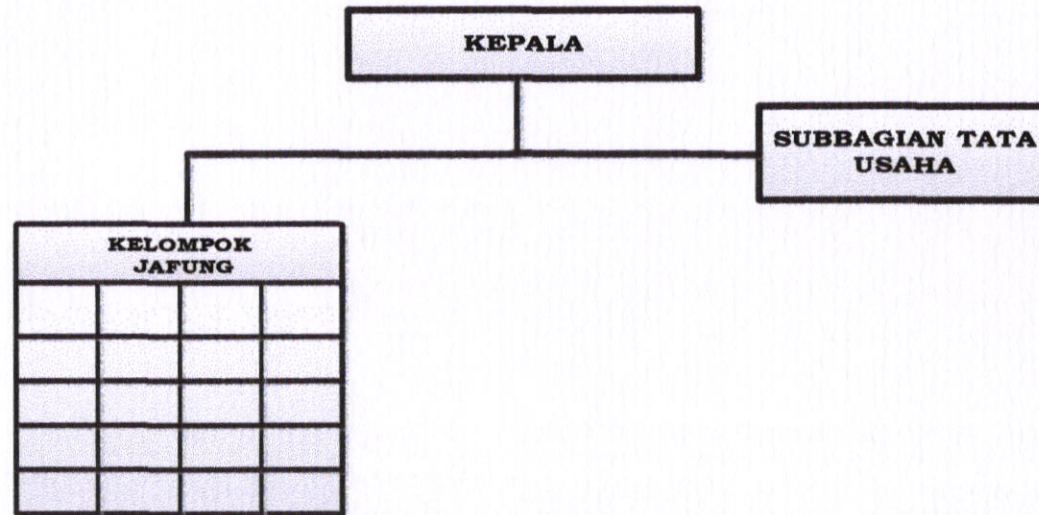 KEPALA
SUBBAGIAN TATA
USAHA
KELOMPOK
JAFUNG